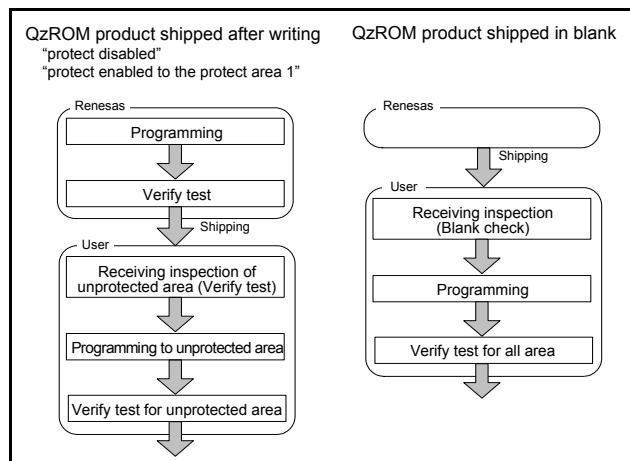 QzROM product shipped after writing
“protect disabled”
“protect enabled to the protect area 1”
Renesas
Programming
Verify test
Shipping
User
Receiving inspection of
unprotected area (Verify test)
Programming to unprotected area
Verify test for unprotected area
QzROM product shipped in blank
Renesas
Shipping
User
Receiving inspection
(Blank check)
Programming
Verify test for all area